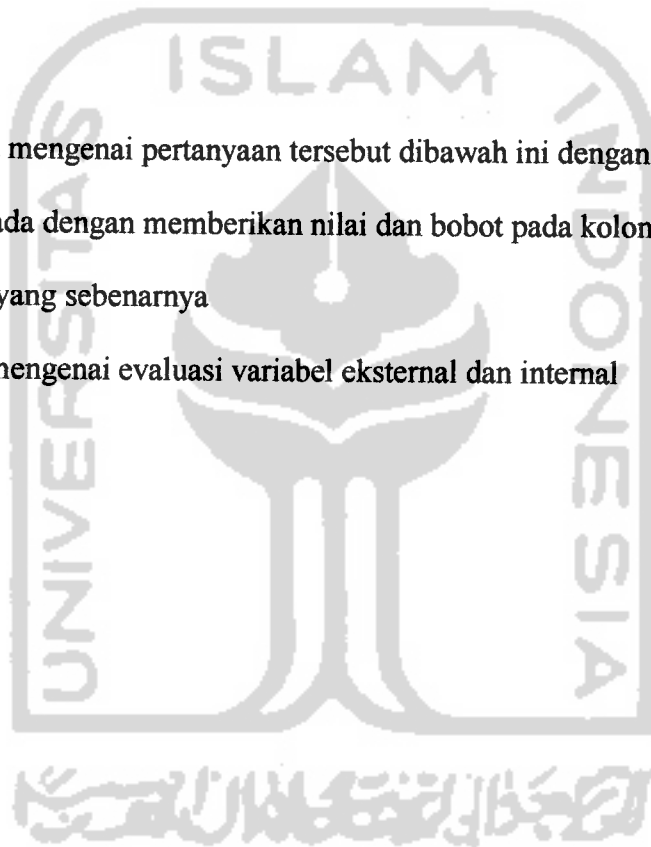 ISLAM
UNIVERSITAS
INDONESIA
mengenai pertanyaan tersebut dibawah ini dengan
ada dengan memberikan nilai dan bobot pada kolom
yang sebenarnya
mengenai evaluasi variabel eksternal dan internal